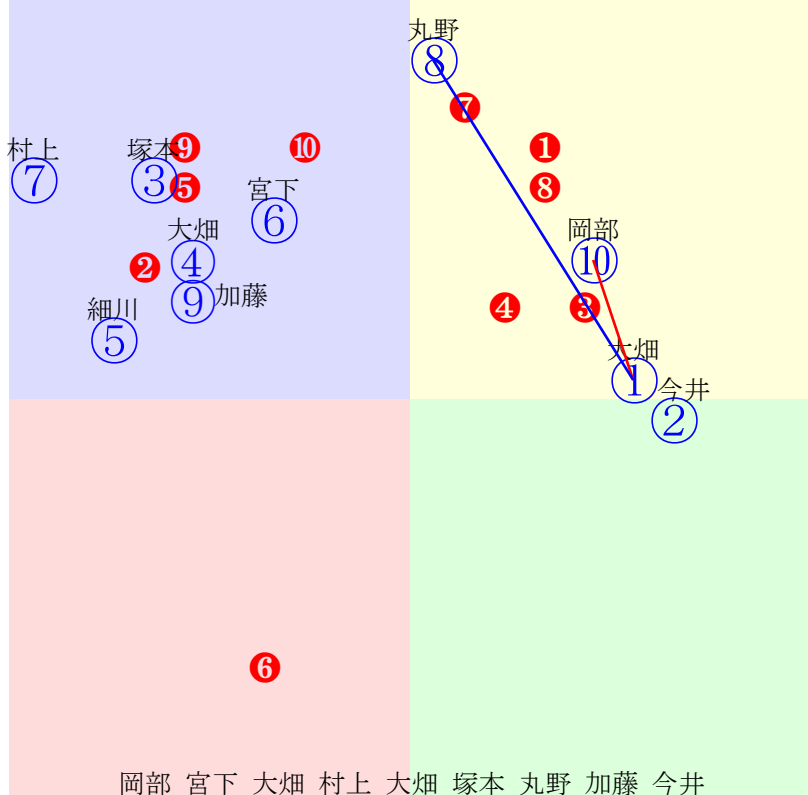 丸野
⑧
❼
村上
塚本
❾
❿
❶
⑦
③
❺
宮下
❽
⑥
大畑
岡部
❷
④
⑩
細川
⑨
加藤
❹
❸
⑤
大畑
①
今井
②
❻
岡部 宮下 大畑 村上 大畑 塚本 丸野 加藤 今井